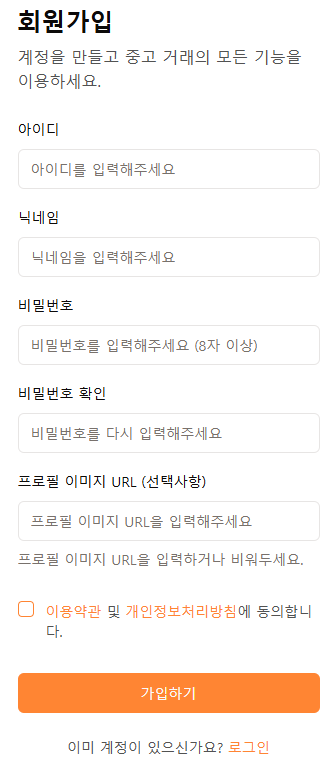 회원가입
계정을 만들고 중고 거래의 모든 기능을
이용하세요.
아이디
아이디를 입력해주세요
닉네임
닉네임을 입력해주세요
비밀번호
비밀번호를 입력해주세요 (8자 이상)
비밀번호 확인
비밀번호를 다시 입력해주세요
프로필 이미지 URL (선택사항)
프로필 이미지 URL을 입력해주세요
프로필 이미지 URL을 입력하거나 비워두세요.
이용약관 및 개인정보처리방침에 동의합니
다.
가입하기
이미 계정이 있으신가요? 로그인